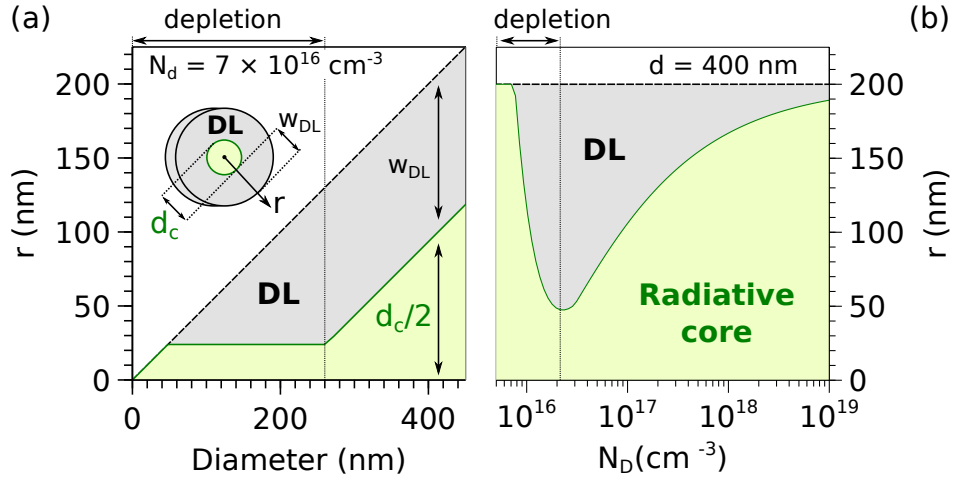 (a)
depletion
N_d = 7 × 10^16 cm^-3
DL
w_DL
r
d_c
DL
w_DL
d_c/2
r (nm)
200
150
100
50
0
0
200
400
Diameter (nm)
(b)
depletion
d = 400 nm
DL
Radiative
core
200
150
100
50
0
r (nm)
10^16
10^17
10^18
10^19
N_D(cm ^-3)